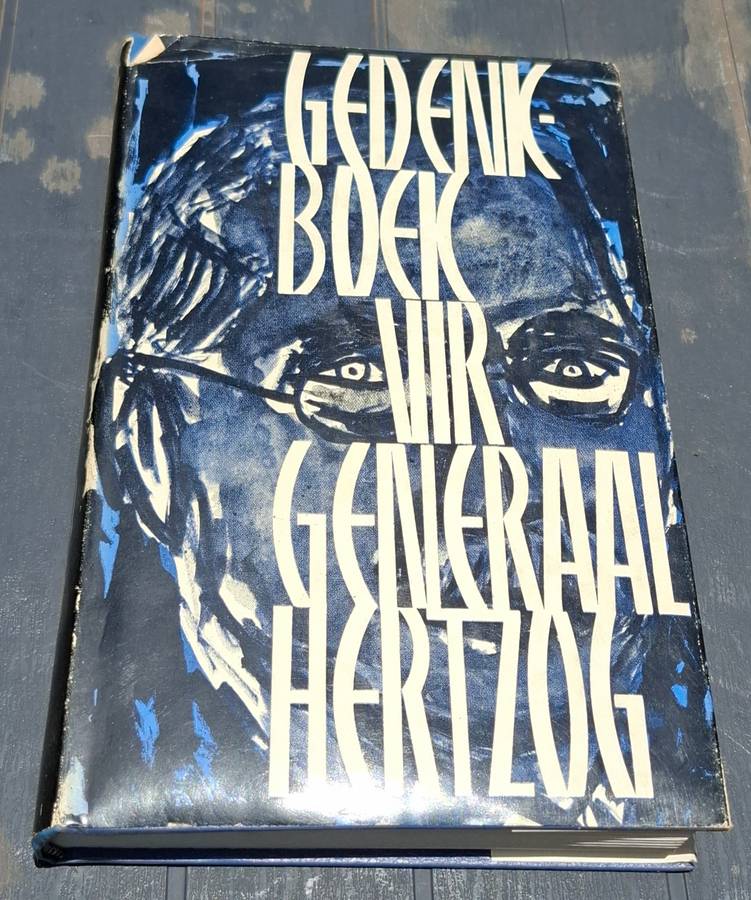 GEDENK-
BOEK
VIR
GENERAAL
HERTZOG